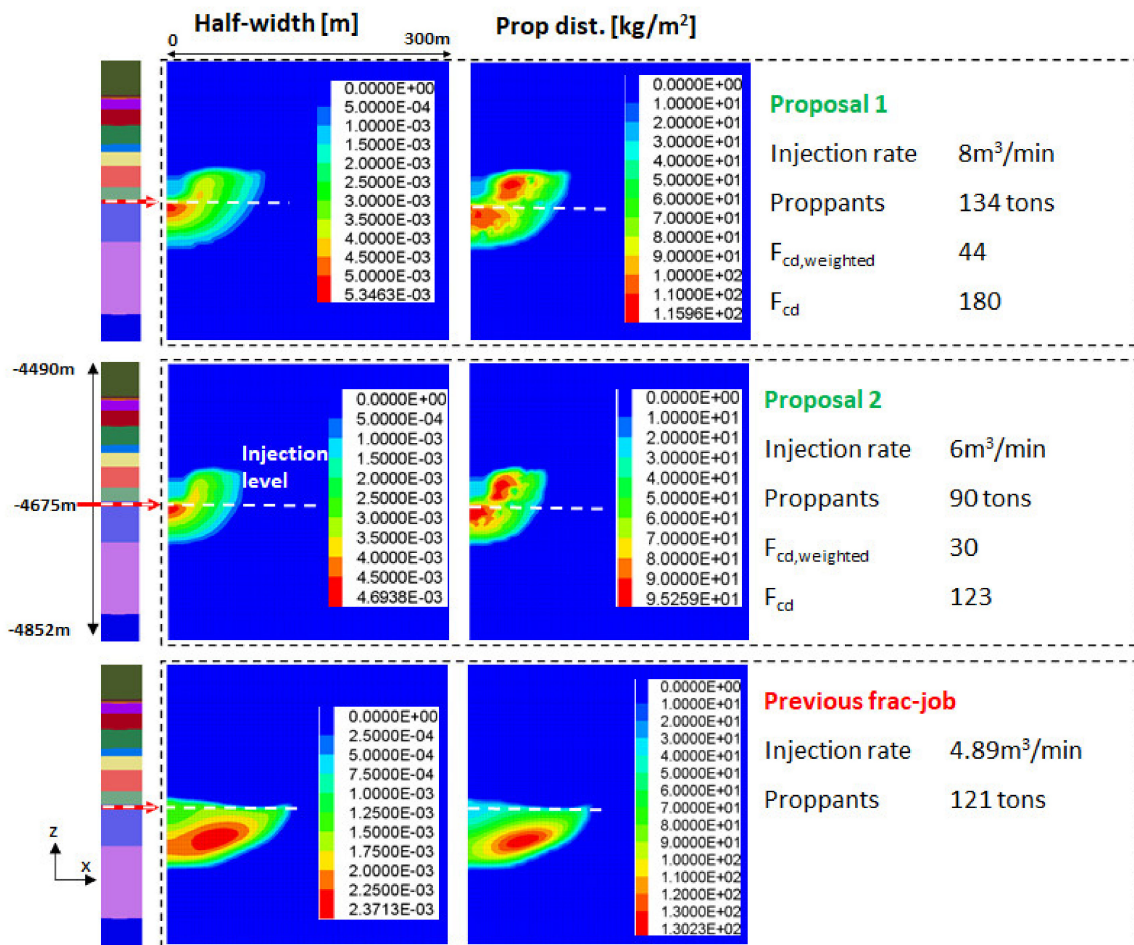 Half-width [m]
Prop dist. [kg/m²]
0
300m
0.0000E+00
5.0000E-04
1.0000E-03
1.5000E-03
2.0000E-03
2.5000E-03
3.0000E-03
3.5000E-03
4.0000E-03
4.5000E-03
5.0000E-03
5.3463E-03
0.0000E+00
1.0000E+01
2.0000E+01
3.0000E+01
4.0000E+01
5.0000E+01
6.0000E+01
7.0000E+01
8.0000E+01
9.0000E+01
1.0000E+02
1.1000E+02
1.1596E+02
Proposal 1
Injection rate 8m³/min
Proppants 134 tons
Fcd,weighted 44
Fcd 180
-4490m
-4675m
-4852m
Injection
level
0.0000E+00
5.0000E-04
1.0000E-03
1.5000E-03
2.0000E-03
2.5000E-03
3.0000E-03
3.5000E-03
4.0000E-03
4.5000E-03
4.6938E-03
0.0000E+00
1.0000E+01
2.0000E+01
3.0000E+01
4.0000E+01
5.0000E+01
6.0000E+01
7.0000E+01
8.0000E+01
9.0000E+01
9.5259E+01
Proposal 2
Injection rate 6m³/min
Proppants 90 tons
Fcd,weighted 30
Fcd 123
z
x
0.0000E+00
2.5000E-04
5.0000E-04
7.5000E-04
1.0000E-03
1.2500E-03
1.5000E-03
1.7500E-03
2.0000E-03
2.2500E-03
2.3713E-03
0.0000E+00
1.0000E+01
2.0000E+01
3.0000E+01
4.0000E+01
5.0000E+01
6.0000E+01
7.0000E+01
8.0000E+01
9.0000E+01
1.0000E+02
1.1000E+02
1.2000E+02
1.3000E+02
1.3023E+02
Previous frac-job
Injection rate 4.89m³/min
Proppants 121 tons